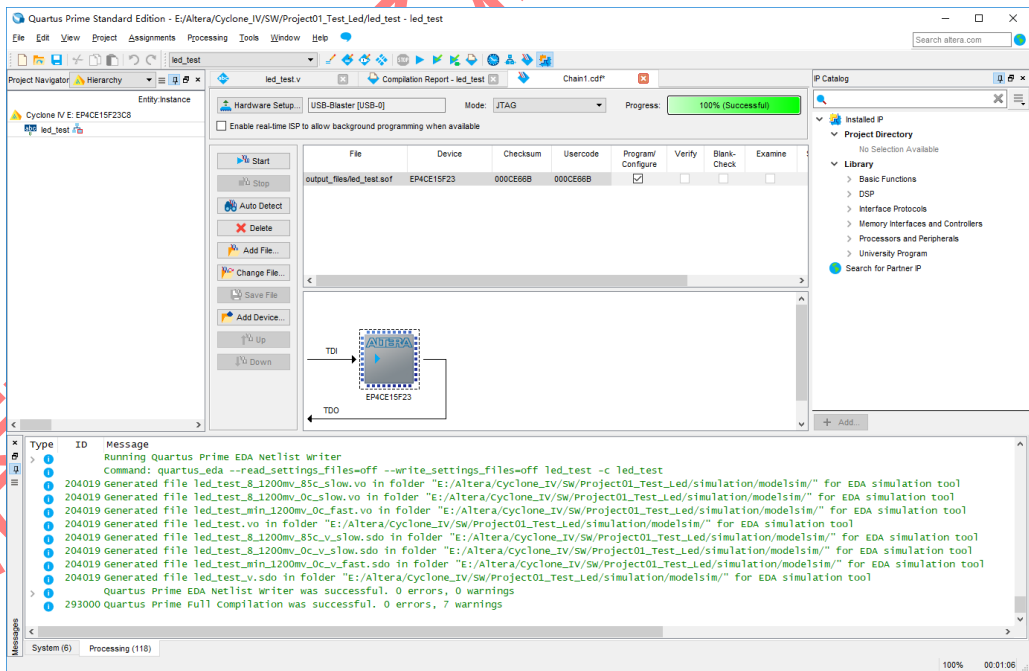 Quartus Prime Standard Edition - E:/Altera/Cyclone_IV/SW/Project01_Test_Led/led_test - led_test
File Edit View Project Assignments Processing Tools Window Help
Search altera.com
led_test
Project Navigator Hierarchy
Entity:Instance
Cyclone IV E: EP4CE15F23C8
led_test
led_test.v
Compilation Report - led_test
Chain1.cdf*
Hardware Setup... USB-Blaster [USB-0] Mode: JTAG Progress: 100% (Successful)
Enable real-time ISP to allow background programming when available
Start
Stop
Auto Detect
Delete
Add File...
Change File...
Save File
Add Device...
Up
Down
File Device Checksum Usercode Program/ Configure Verify Blank- Check Examine
output_files/led_test.sof EP4CE15F23 000CE66B 000CE66B
TDI
ALTERA
EP4CE15F23
TDO
IP Catalog
Installed IP
Project Directory
No Selection Available
Library
Basic Functions
DSP
Interface Protocols
Memory Interfaces and Controllers
Processors and Peripherals
University Program
Search for Partner IP
+ Add...
Type ID Message
Running Quartus Prime EDA Netlist Writer
Command: quartus_eda --read_settings_files=off --write_settings_files=off led_test -c led_test
204019 Generated file led_test_8_1200mv_85c_slow.vo in folder "E:/Altera/Cyclone_IV/SW/Project01_Test_Led/simulation/modelsim/" for EDA simulation tool
204019 Generated file led_test_8_1200mv_0c_slow.vo in folder "E:/Altera/Cyclone_IV/SW/Project01_Test_Led/simulation/modelsim/" for EDA simulation tool
204019 Generated file led_test_min_1200mv_0c_fast.vo in folder "E:/Altera/Cyclone_IV/SW/Project01_Test_Led/simulation/modelsim/" for EDA simulation tool
204019 Generated file led_test.vo in folder "E:/Altera/Cyclone_IV/SW/Project01_Test_Led/simulation/modelsim/" for EDA simulation tool
204019 Generated file led_test_8_1200mv_85c_v_slow.sdo in folder "E:/Altera/Cyclone_IV/SW/Project01_Test_Led/simulation/modelsim/" for EDA simulation tool
204019 Generated file led_test_8_1200mv_0c_v_slow.sdo in folder "E:/Altera/Cyclone_IV/SW/Project01_Test_Led/simulation/modelsim/" for EDA simulation tool
204019 Generated file led_test_min_1200mv_0c_v_fast.sdo in folder "E:/Altera/Cyclone_IV/SW/Project01_Test_Led/simulation/modelsim/" for EDA simulation tool
204019 Generated file led_test_v.sdo in folder "E:/Altera/Cyclone_IV/SW/Project01_Test_Led/simulation/modelsim/" for EDA simulation tool
Quartus Prime EDA Netlist Writer was successful. 0 errors, 0 warnings
293000 Quartus Prime Full Compilation was successful. 0 errors, 7 warnings
Messages
System (6) Processing (118)
100% 00:01:06